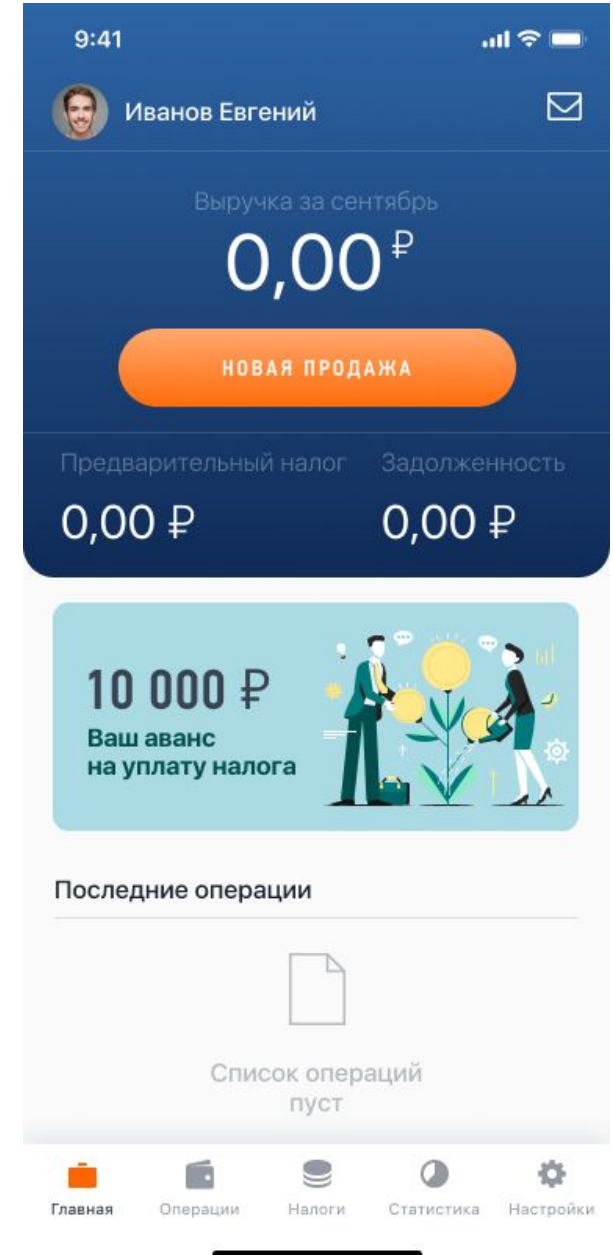 9:41
Иванов Евгений
Выручка за сентябрь
0,00 ₽
НОВАЯ ПРОДАЖА
Предварительный налог Задолженность
0,00 ₽ 0,00 ₽
10 000 ₽
Ваш аванс
на уплату налога
Последние операции
Список операций
пуст
Главная Операции Налоги Статистика Настройки